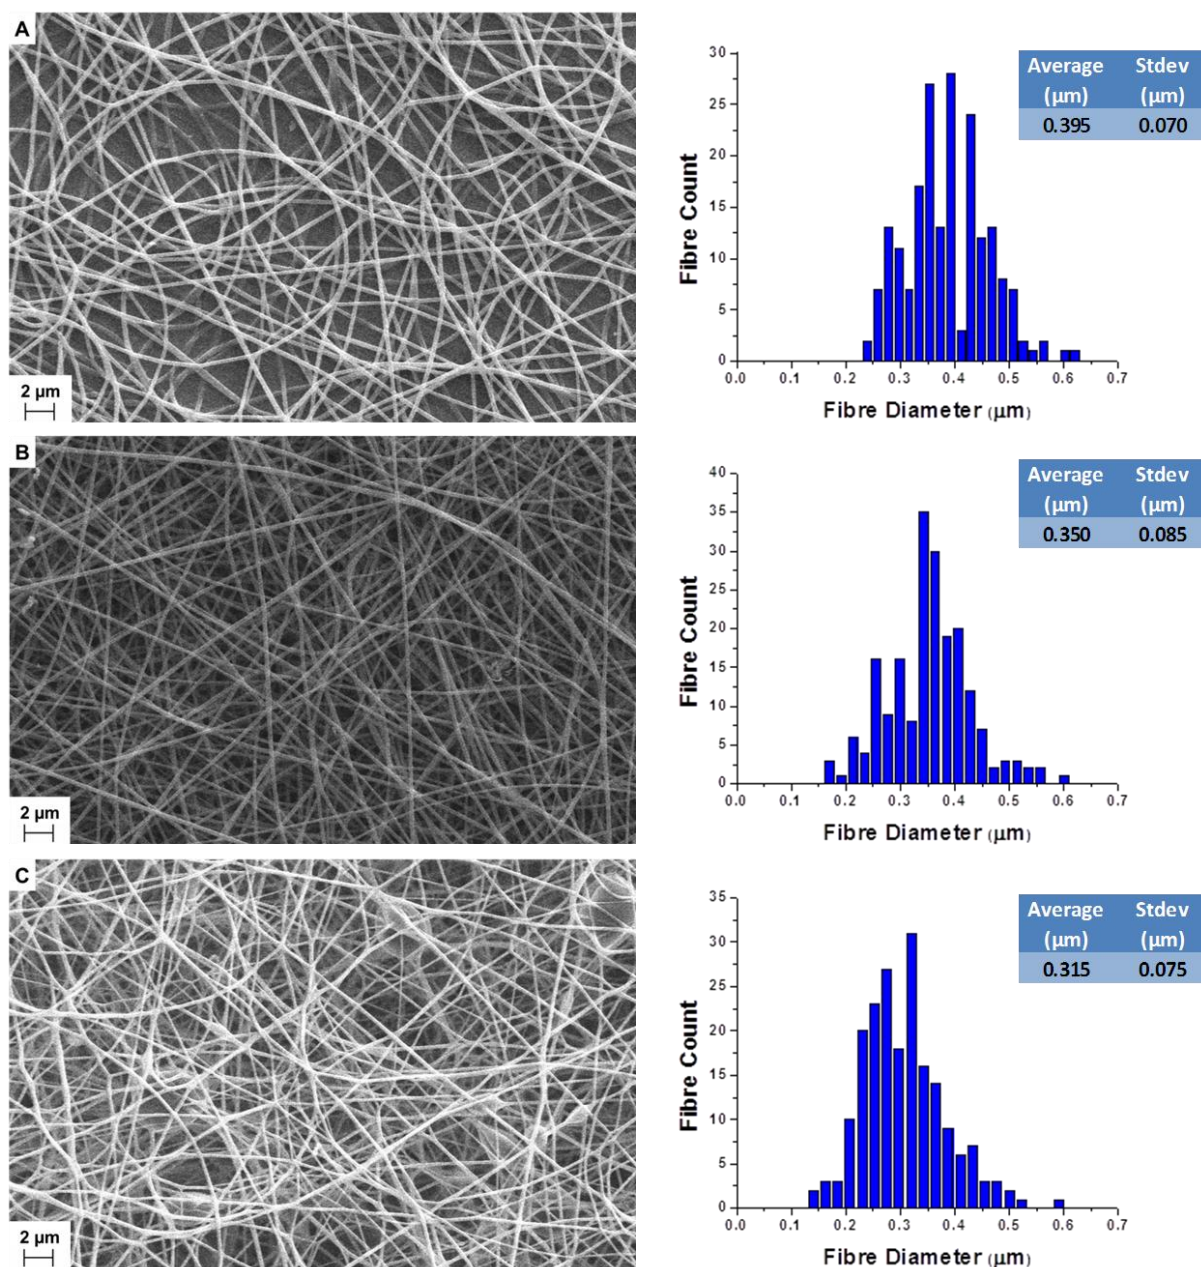 A
2 µm
30
25
20
15
10
5
0
Fibre Count
0.0 0.1 0.2 0.3 0.4 0.5 0.6 0.7
Fibre Diameter (µm)
Average Stdev
(µm) (µm)
0.395 0.070
B
2 µm
40
35
30
25
20
15
10
5
0
Fibre Count
0.0 0.1 0.2 0.3 0.4 0.5 0.6 0.7
Fibre Diameter (µm)
Average Stdev
(µm) (µm)
0.350 0.085
C
2 µm
35
30
25
20
15
10
5
0
Fibre Count
0.0 0.1 0.2 0.3 0.4 0.5 0.6 0.7
Fibre Diameter (µm)
Average Stdev
(µm) (µm)
0.315 0.075